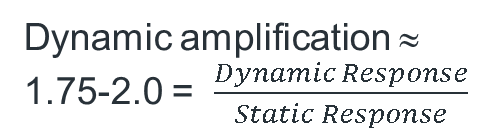 Dynamic amplification ≈
1.75-2.0 = Dynamic Response
Static Response